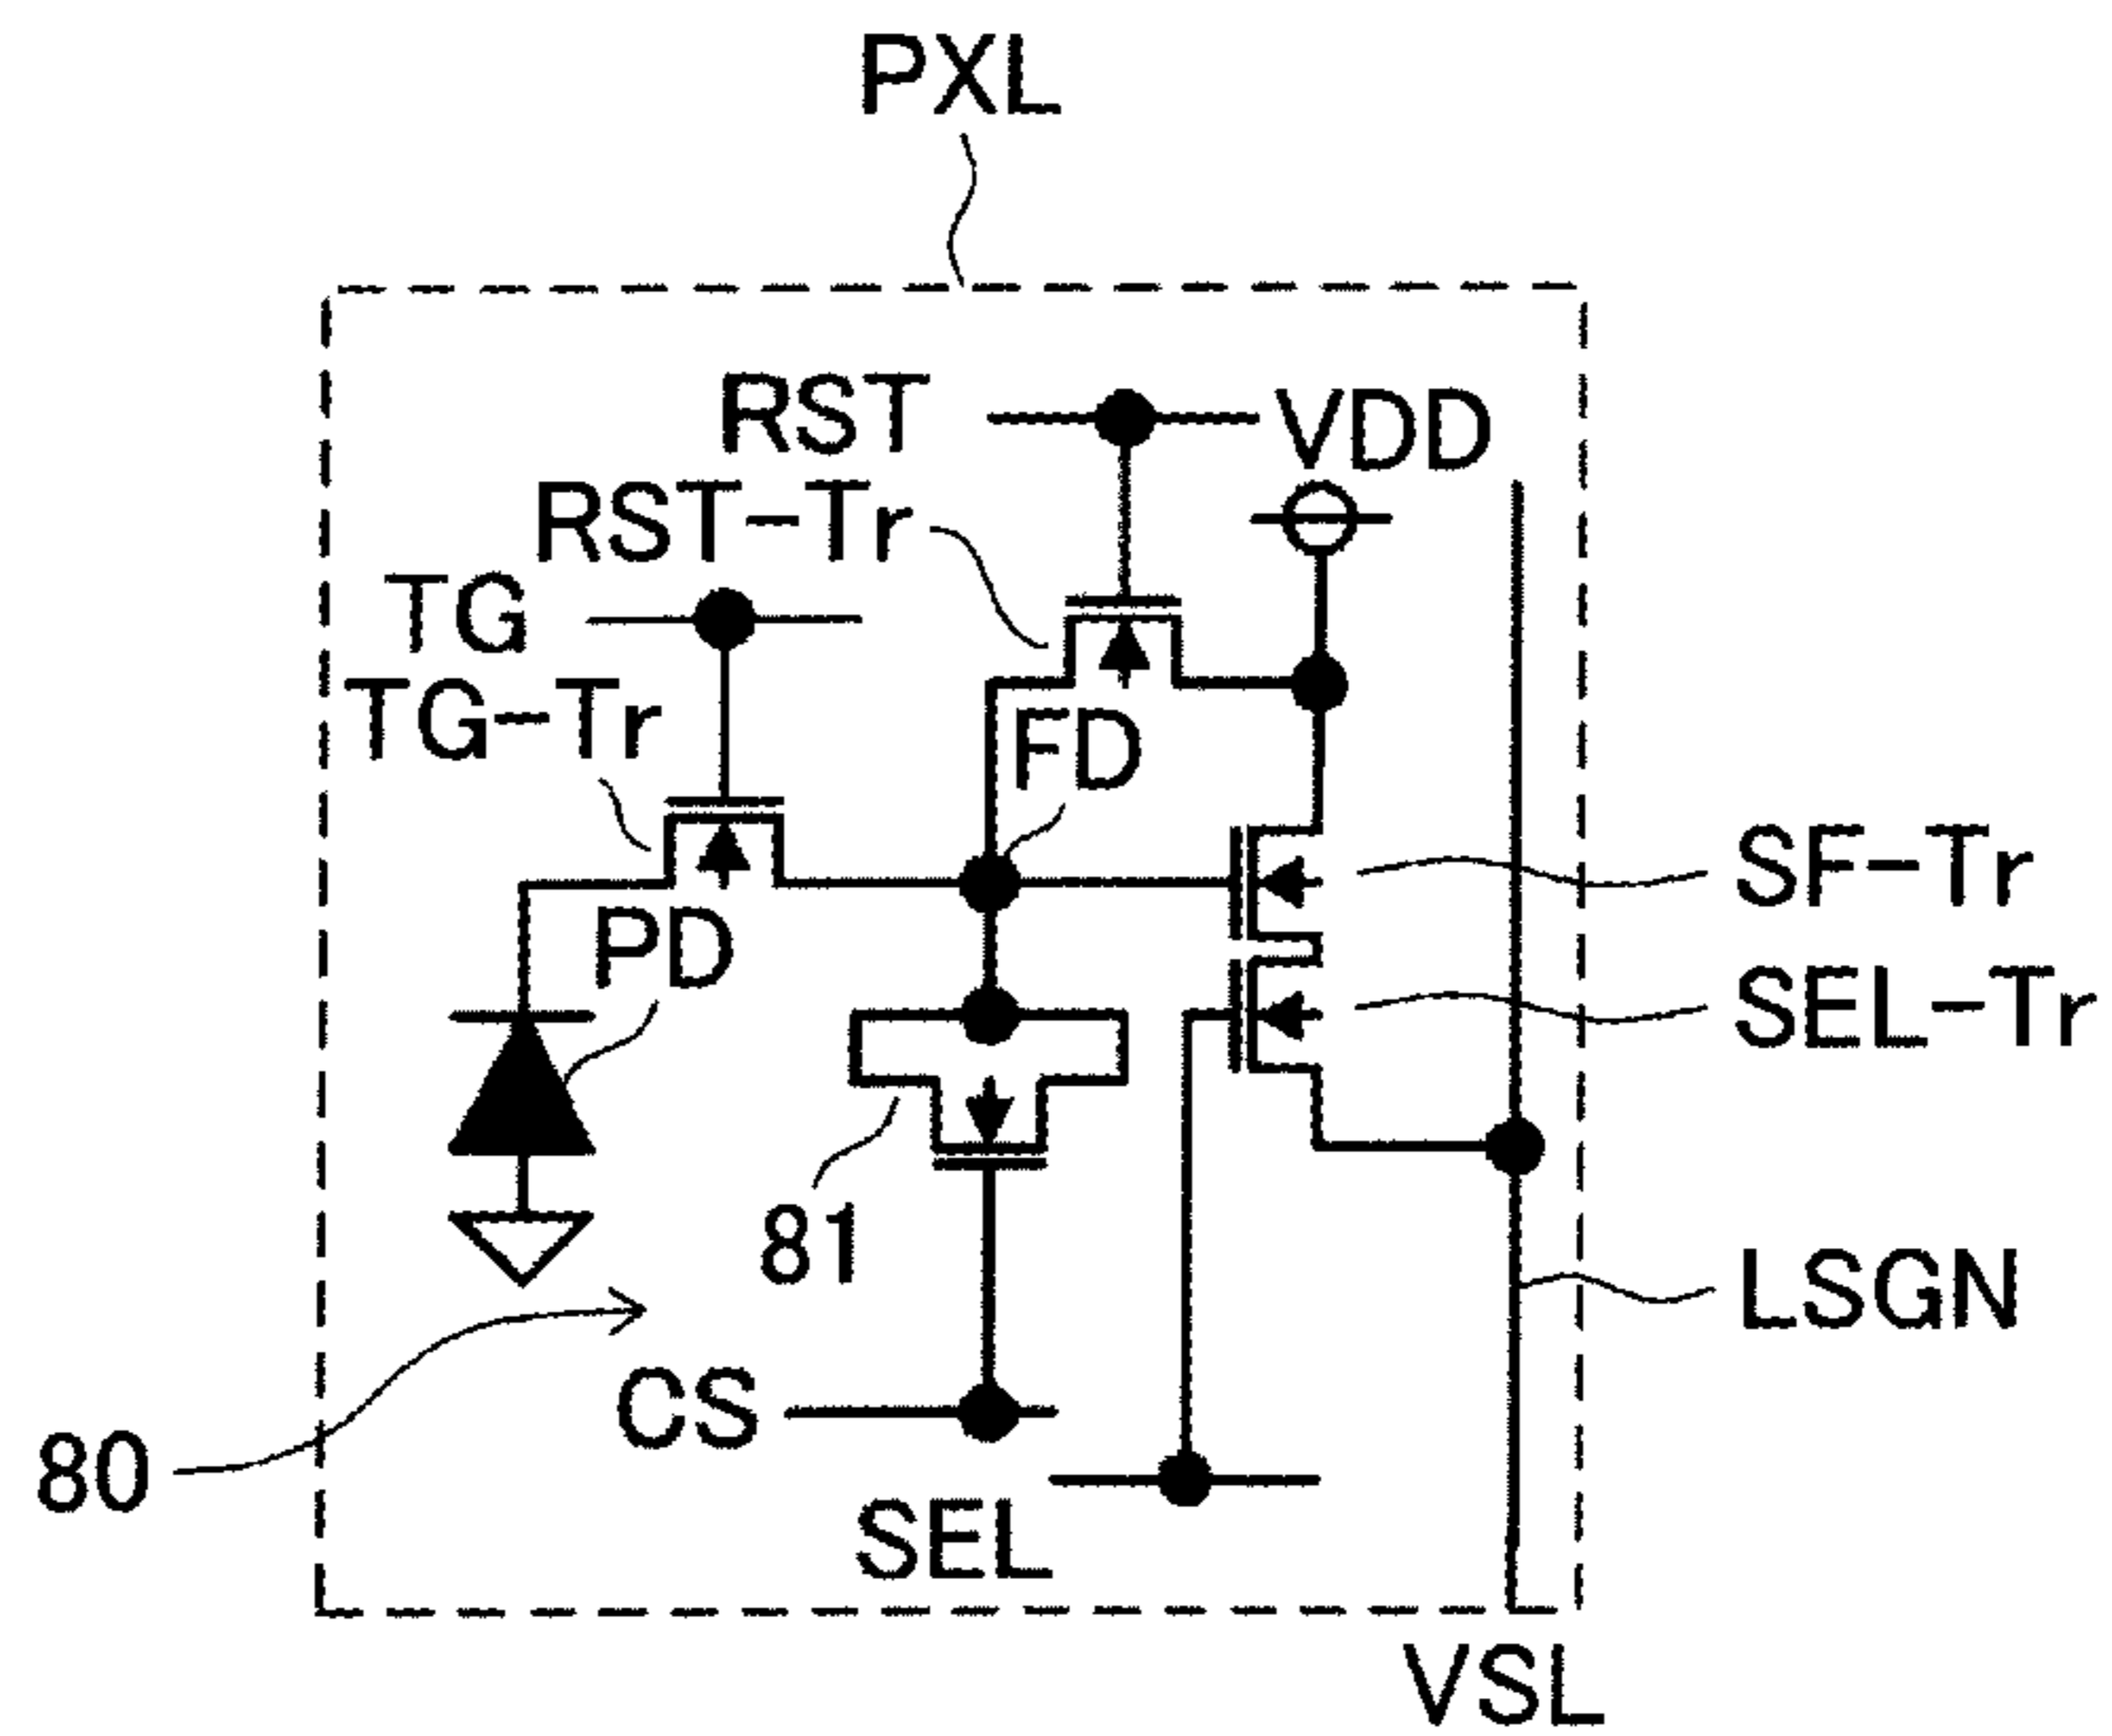 PXL
RST
VDD
RST-Tr
TG
TG-Tr
FD
SF-Tr
PD
SEL-Tr
81
LSGN
CS
80
SEL
VSL